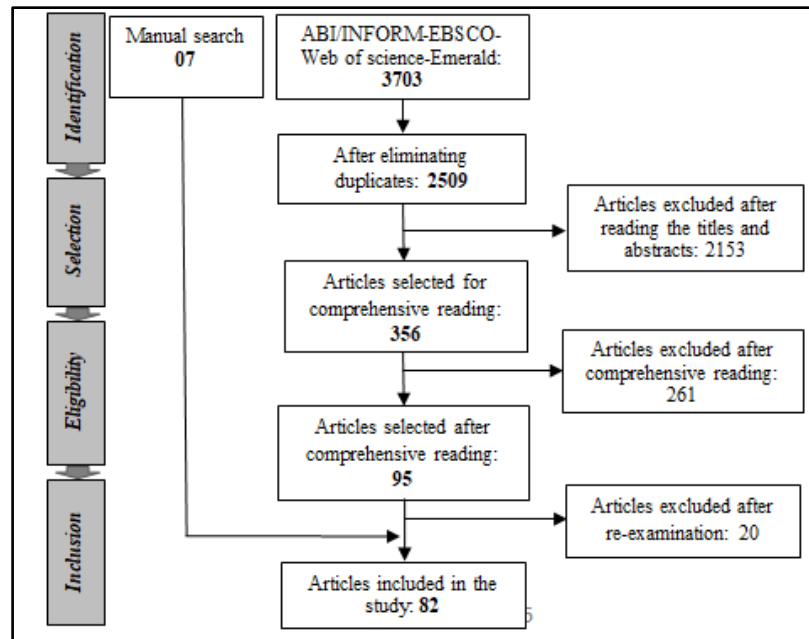 Identification
Selection
Eligibility
Inclusion
Manual search
07
ABI/INFORM-EBSCO-
Web of science-Emerald:
3703
After eliminating
duplicates: 2509
Articles excluded after
reading the titles and
abstracts: 2153
Articles selected for
comprehensive reading:
356
Articles excluded after
comprehensive reading:
261
Articles selected after
comprehensive reading:
95
Articles excluded after
re-examination: 20
Articles included in the
study: 82